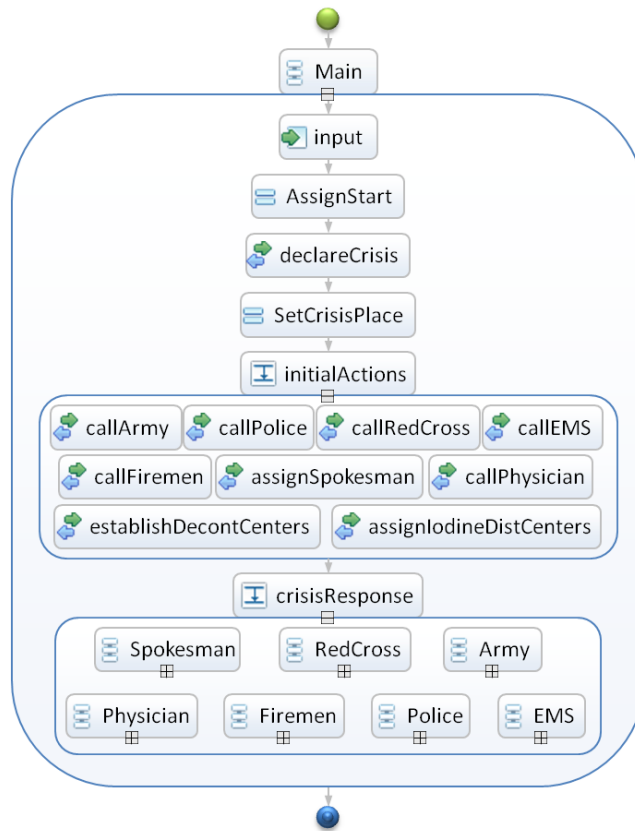 Main
input
AssignStart
declareCrisis
SetCrisisPlace
initialActions
callArmy callPolice callRedCross callEMS
callFiremen assignSpokesman callPhysician
establishDecontCenters assignIodineDistCenters
crisisResponse
Spokesman RedCross Army
Physician Firemen Police EMS